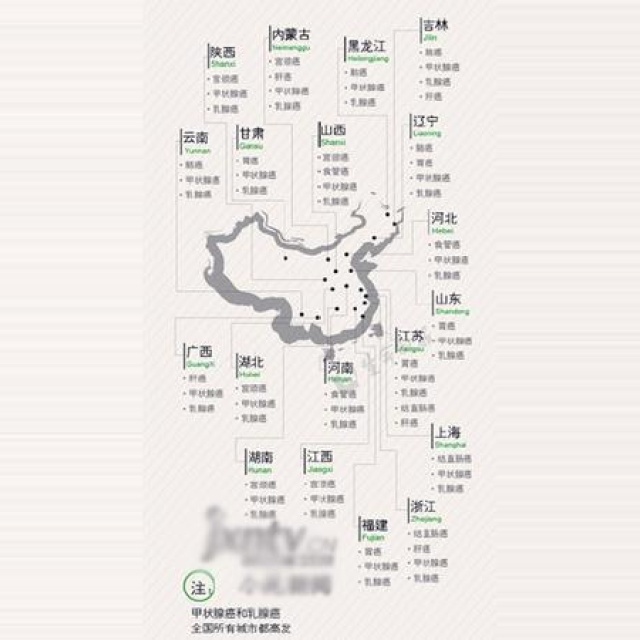 吉林
Jilin
肠癌
甲状腺癌
乳腺癌
肝癌
内蒙古
Neimenggu
宫颈癌
肝癌
甲状腺癌
乳腺癌
黑龙江
Heilongjiang
肠癌
甲状腺癌
乳腺癌
陕西
Shanxi
宫颈癌
甲状腺癌
乳腺癌
云南
Yunnan
肠癌
甲状腺癌
乳腺癌
甘肃
Gansu
胃癌
甲状腺癌
乳腺癌
山西
Shanxi
宫颈癌
食管癌
甲状腺癌
乳腺癌
辽宁
Liaoning
肠癌
胃癌
甲状腺癌
乳腺癌
河北
Hebei
食管癌
甲状腺癌
乳腺癌
山东
Shandong
胃癌
甲状腺癌
乳腺癌
江苏
Jiangsu
胃癌
甲状腺癌
乳腺癌
结直肠癌
肝癌
广西
GuangXi
肝癌
甲状腺癌
乳腺癌
湖北
Hubei
宫颈癌
甲状腺癌
乳腺癌
河南
Henan
食管癌
甲状腺癌
乳腺癌
上海
Shanghai
结直肠癌
甲状腺癌
乳腺癌
湖南
Hunan
宫颈癌
甲状腺癌
乳腺癌
江西
Jiangxi
宫颈癌
甲状腺癌
乳腺癌
浙江
Zhejiang
结直肠癌
肝癌
甲状腺癌
乳腺癌
福建
Fujian
胃癌
甲状腺癌
乳腺癌
jxntv.CN
注:
甲状腺癌和乳腺癌
全国所有城市都高发